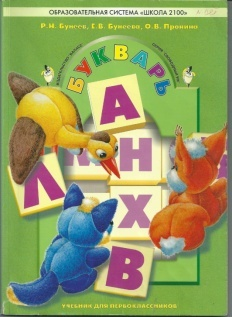 ОБРАЗОВАТЕЛЬНАЯ СИСТЕМА «ШКОЛА 2100»
Р.Н. Бунеев, Е.В. Бунеева, О.В. Пронина
БУКВАРЬ
А
Л И Н
Х
В
УЧЕБНИК ДЛЯ ПЕРВОКЛАССНИКОВ